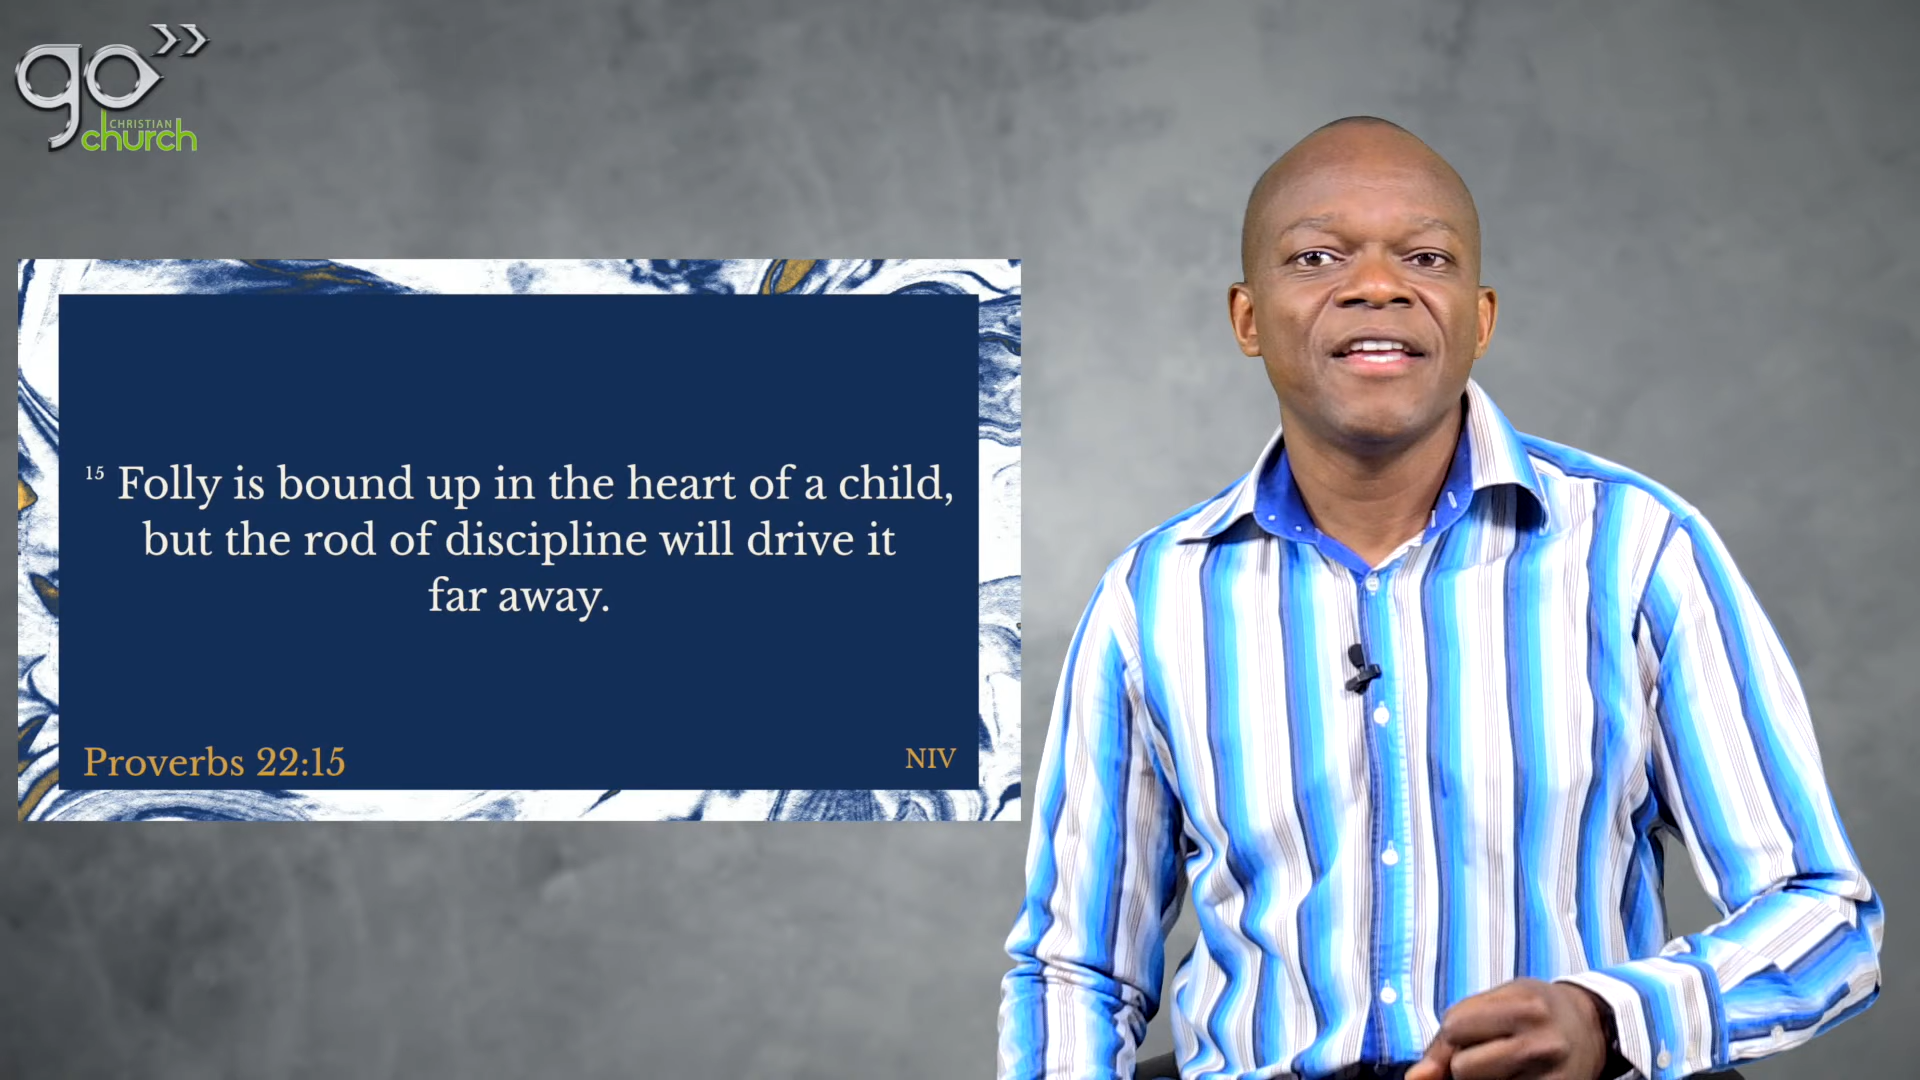 go
CHRISTIAN
church
15 Folly is bound up in the heart of a child,
but the rod of discipline will drive it
far away.
Proverbs 22:15
NIV